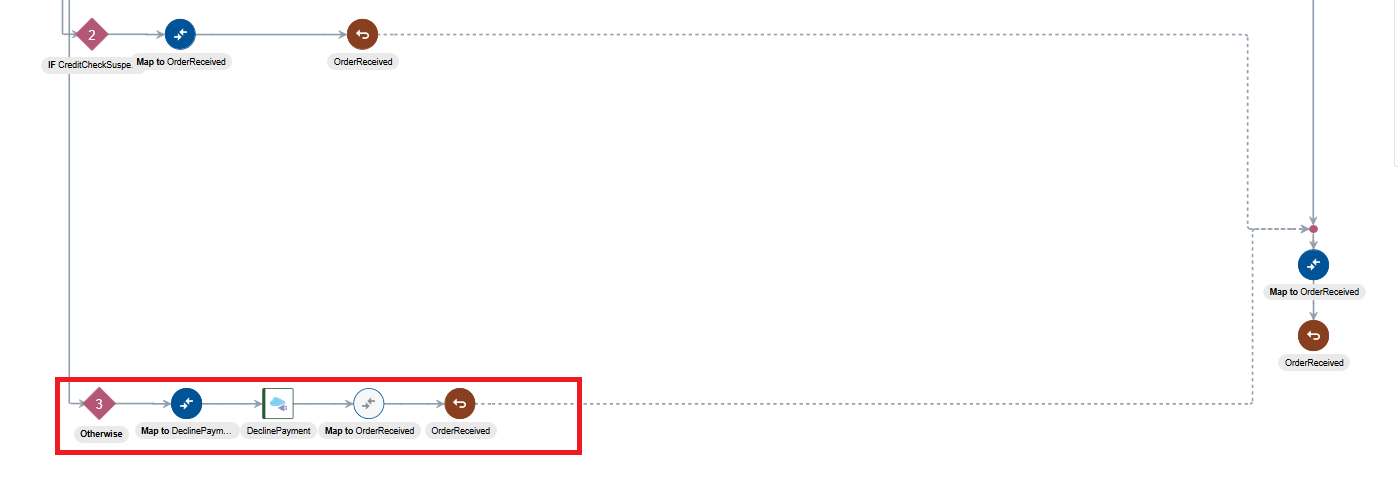 2
IF CreditCheckSuspe...
Map to OrderReceived
OrderReceived
Map to OrderReceived
OrderReceived
3
Otherwise
Map to DeclinePaym...
DeclinePayment
Map to OrderReceived
OrderReceived